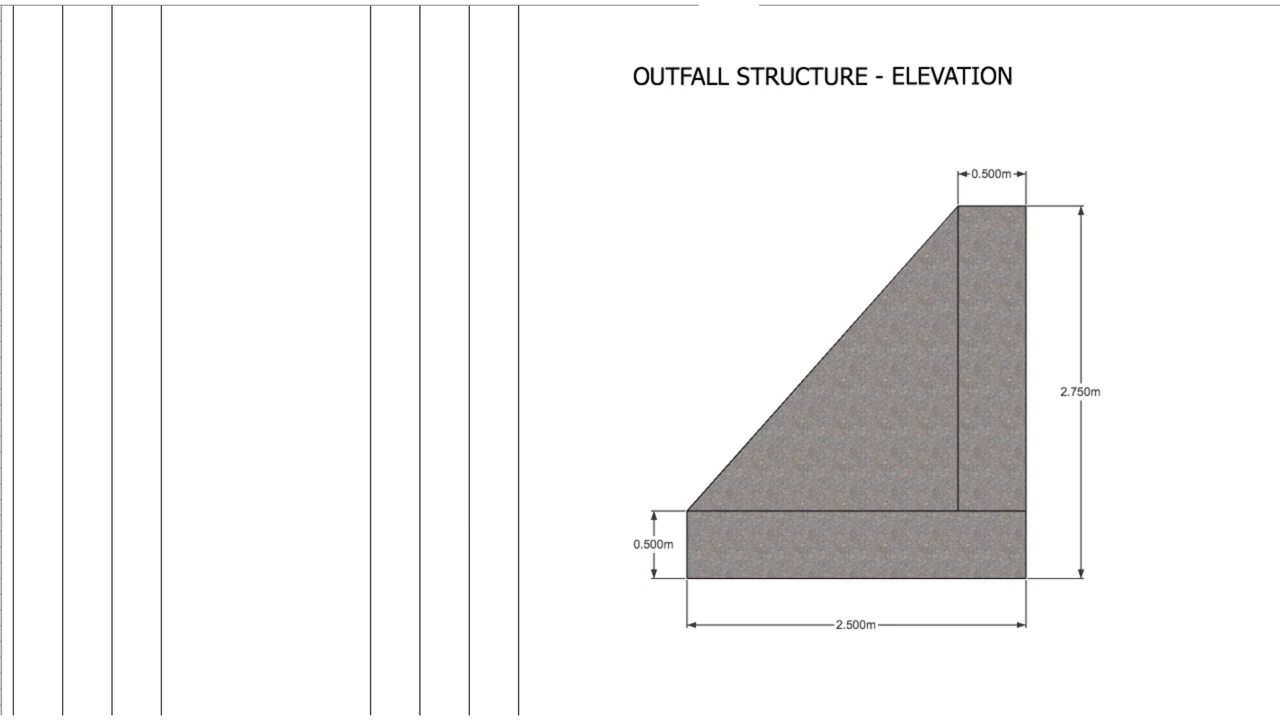 OUTFALL STRUCTURE - ELEVATION
0.500m
2.750m
0.500m
2.500m